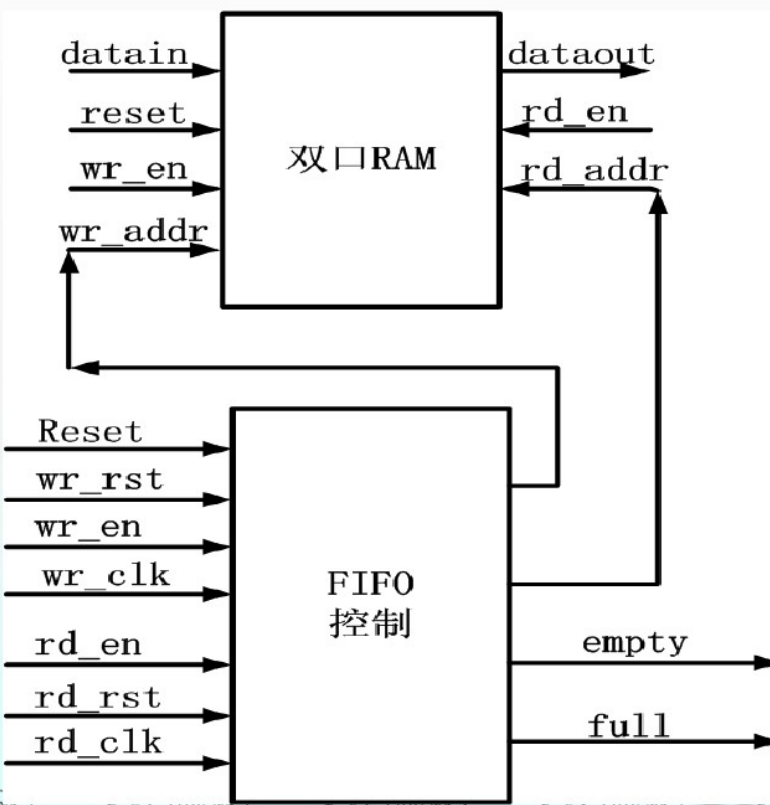 datain
dataout
reset
rd_en
双口RAM
wr_en
rd_addr
wr_addr
Reset
wr_rst
wr_en
wr_clk
FIFO
控制
rd_en
rd_rst
rd_clk
empty
full